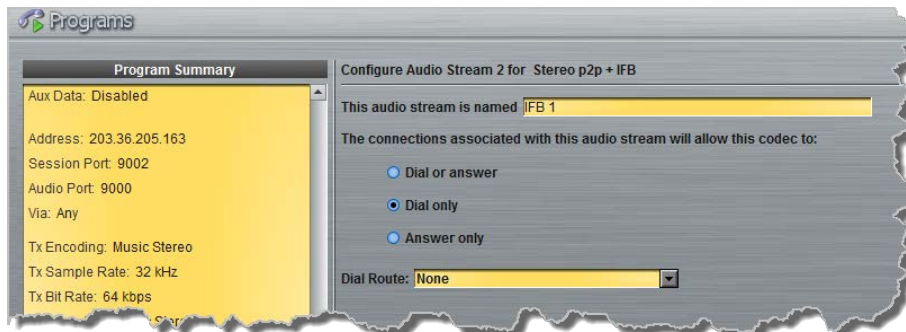 Programs
Program Summary
Aux Data: Disabled
Address: 203.36.205.163
Session Port: 9002
Audio Port: 9000
Via: Any
Tx Encoding: Music Stereo
Tx Sample Rate: 32 kHz
Tx Bit Rate: 64 kbps
Configure Audio Stream 2 for Stereo p2p + IFB
This audio stream is named IFB 1
The connections associated with this audio stream will allow this codec to:
Dial or answer
Dial only
Answer only
Dial Route: None